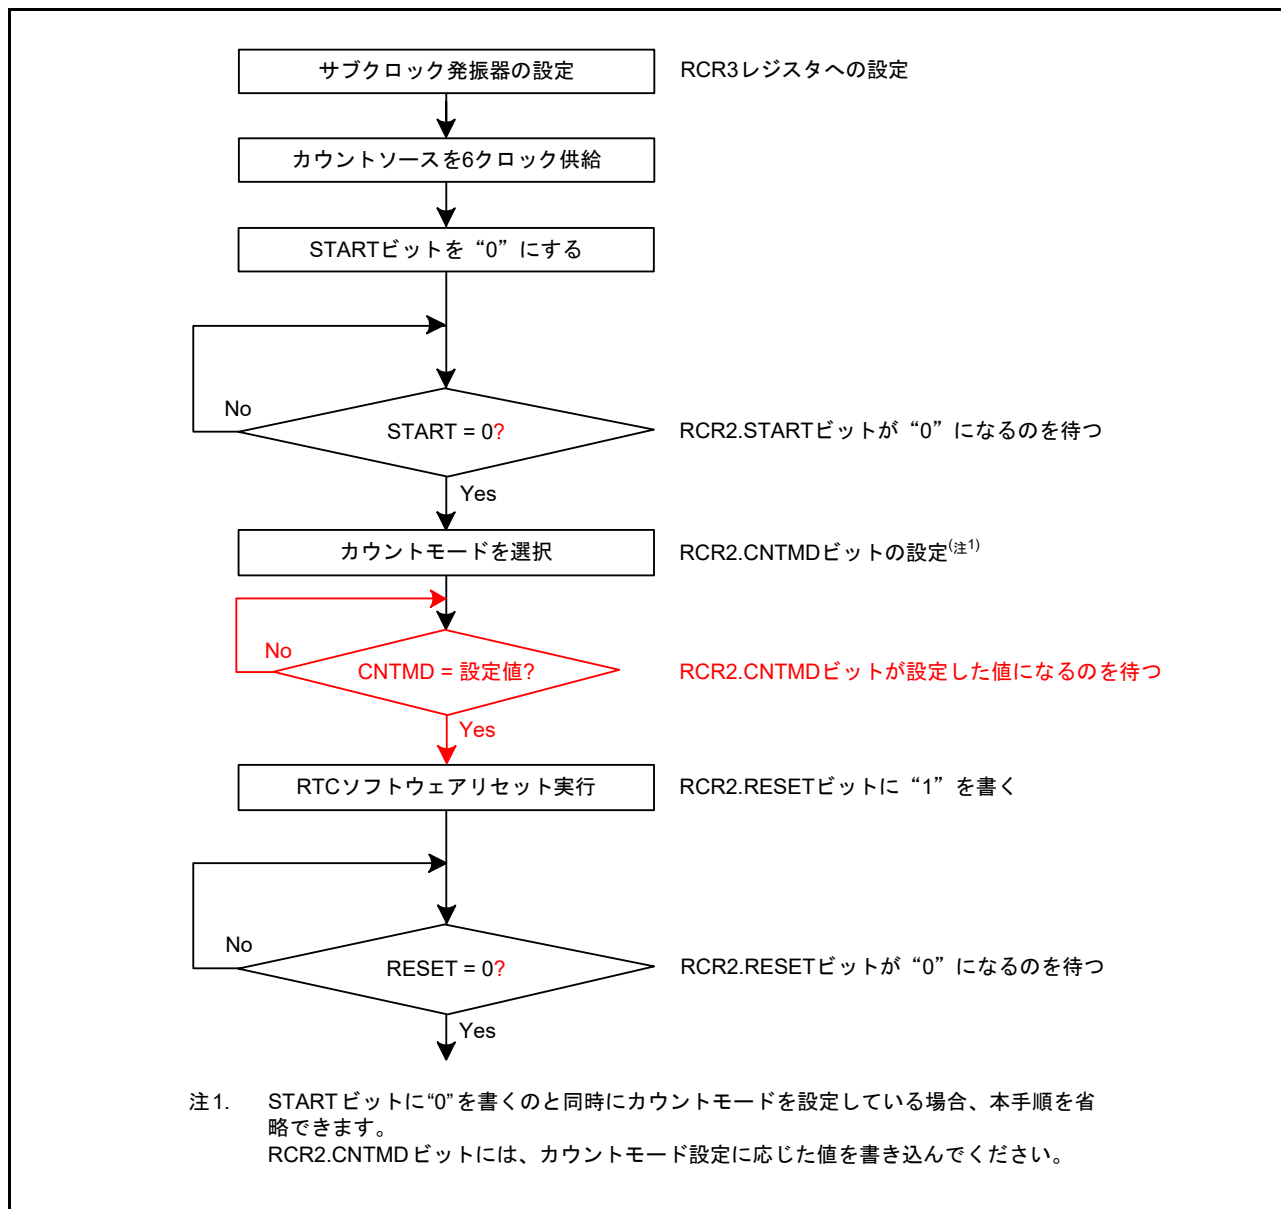 サブクロック発振器の設定
RCR3レジスタへの設定
カウントソースを6クロック供給
STARTビットを“0”にする
No
START = 0?
RCR2.STARTビットが“0”になるのを待つ
Yes
カウントモードを選択
RCR2.CNTMDビットの設定(注1)
No
CNTMD = 設定値?
RCR2.CNTMDビットが設定した値になるのを待つ
Yes
RTCソフトウェアリセット実行
RCR2.RESETビットに“1”を書く
No
RESET = 0?
RCR2.RESETビットが“0”になるのを待つ
Yes
注1. STARTビットに“0”を書くのと同時にカウントモードを設定している場合、本手順を省
略できます。
RCR2.CNTMDビットには、カウントモード設定に応じた値を書き込んでください。